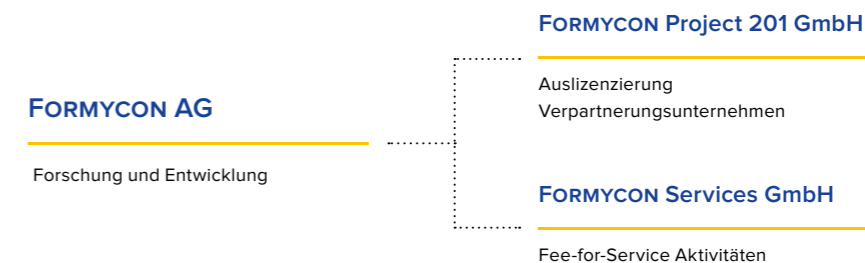 FORMYCON AG
Forschung und Entwicklung
FORMYCON Project 201 GmbH
Auslizenzierung
Verpartnerungsunternehmen
FORMYCON Services GmbH
Fee-for-Service Aktivitäten